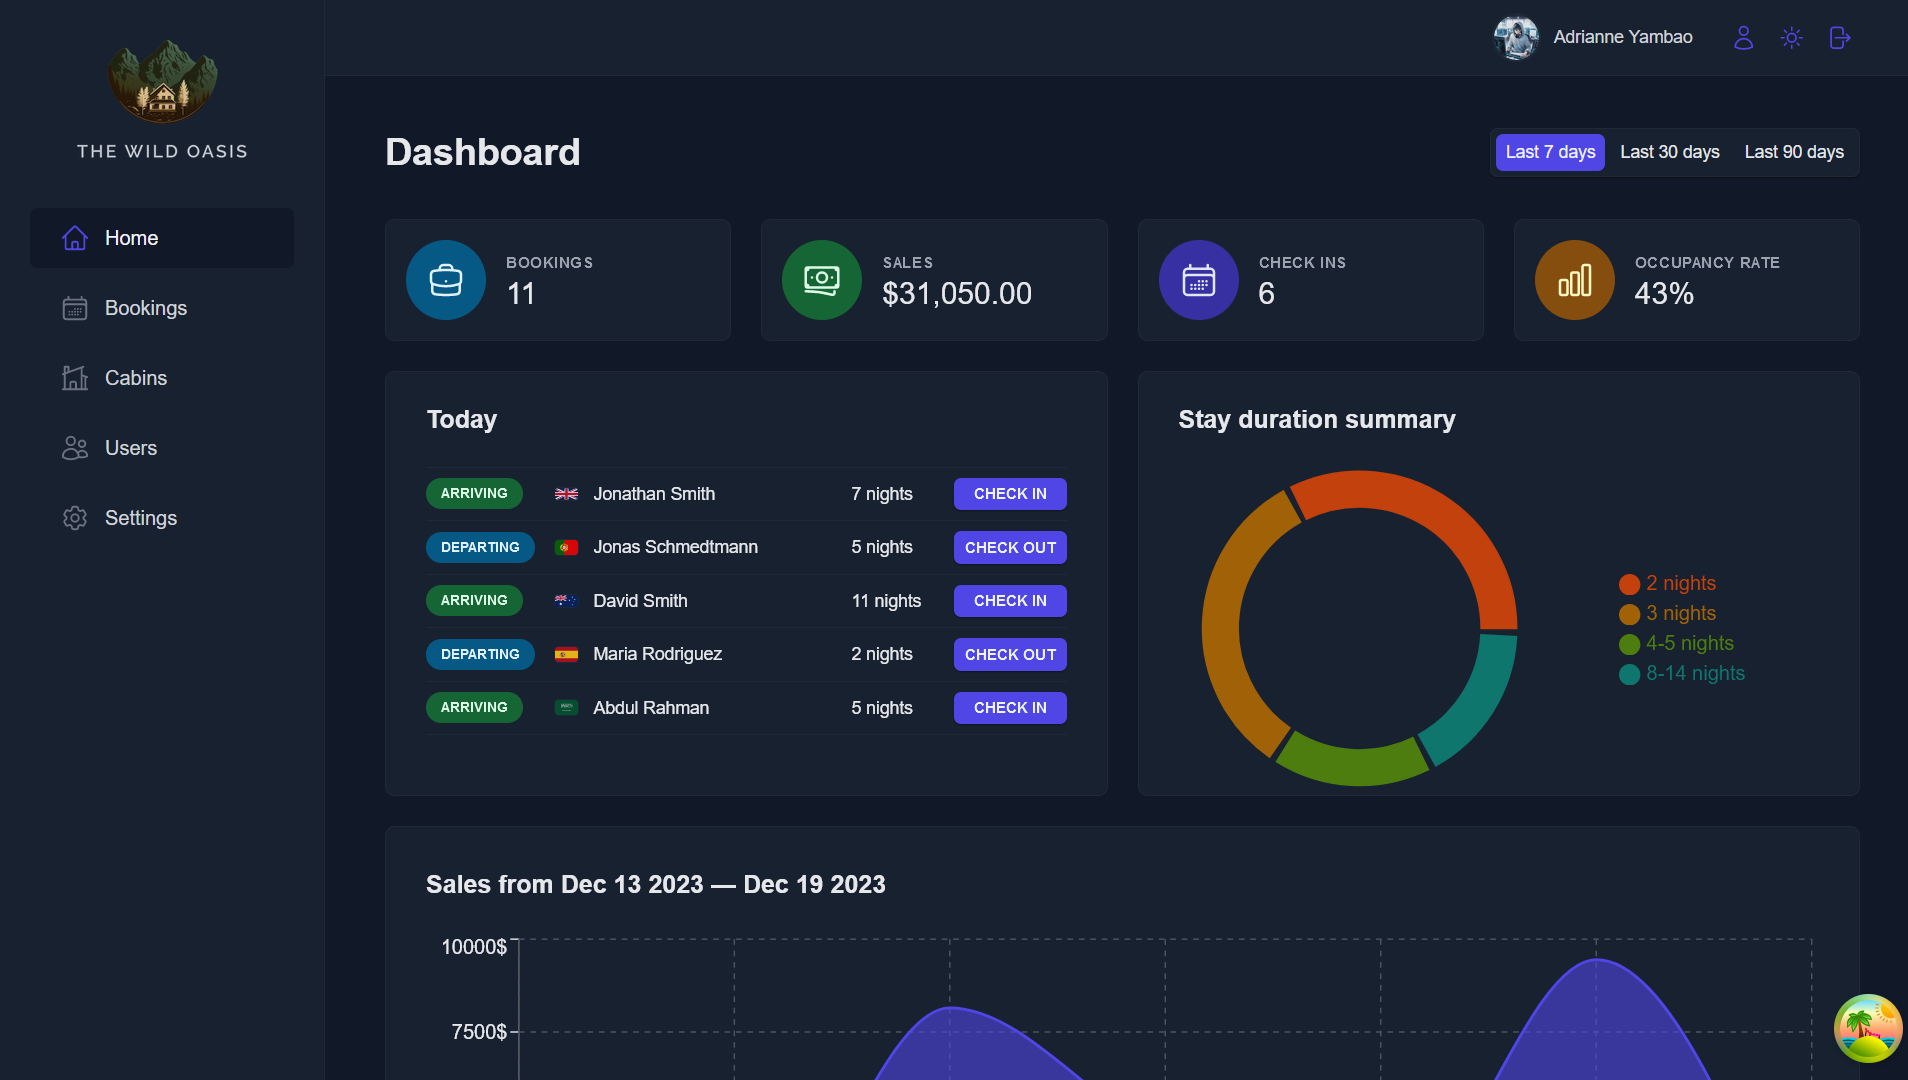 THE WILD OASIS
Home
Bookings
Cabins
Users
Settings
Adrianne Yambao
Dashboard
Last 7 days Last 30 days Last 90 days
BOOKINGS
11
SALES
$31,050.00
CHECK INS
6
OCCUPANCY RATE
43%
Today
ARRIVING Jonathan Smith 7 nights CHECK IN
DEPARTING Jonas Schmedtmann 5 nights CHECK OUT
ARRIVING David Smith 11 nights CHECK IN
DEPARTING Maria Rodriguez 2 nights CHECK OUT
ARRIVING Abdul Rahman 5 nights CHECK IN
Stay duration summary
2 nights
3 nights
4-5 nights
8-14 nights
Sales from Dec 13 2023 — Dec 19 2023
10000$
7500$